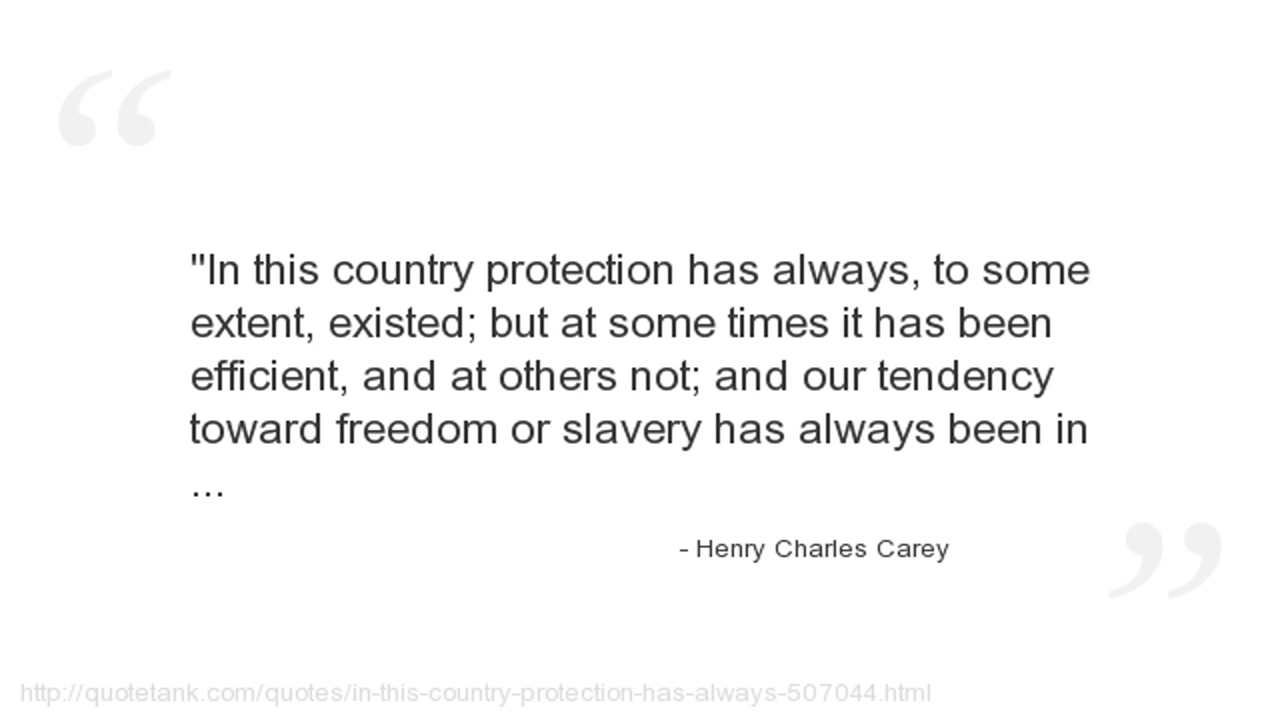 "In this country protection has always, to some
extent, existed; but at some times it has been
efficient, and at others not; and our tendency
toward freedom or slavery has always been in
...
- Henry Charles Carey
http://quotetank.com/quotes/in-this-country-protection-has-always-507044.html